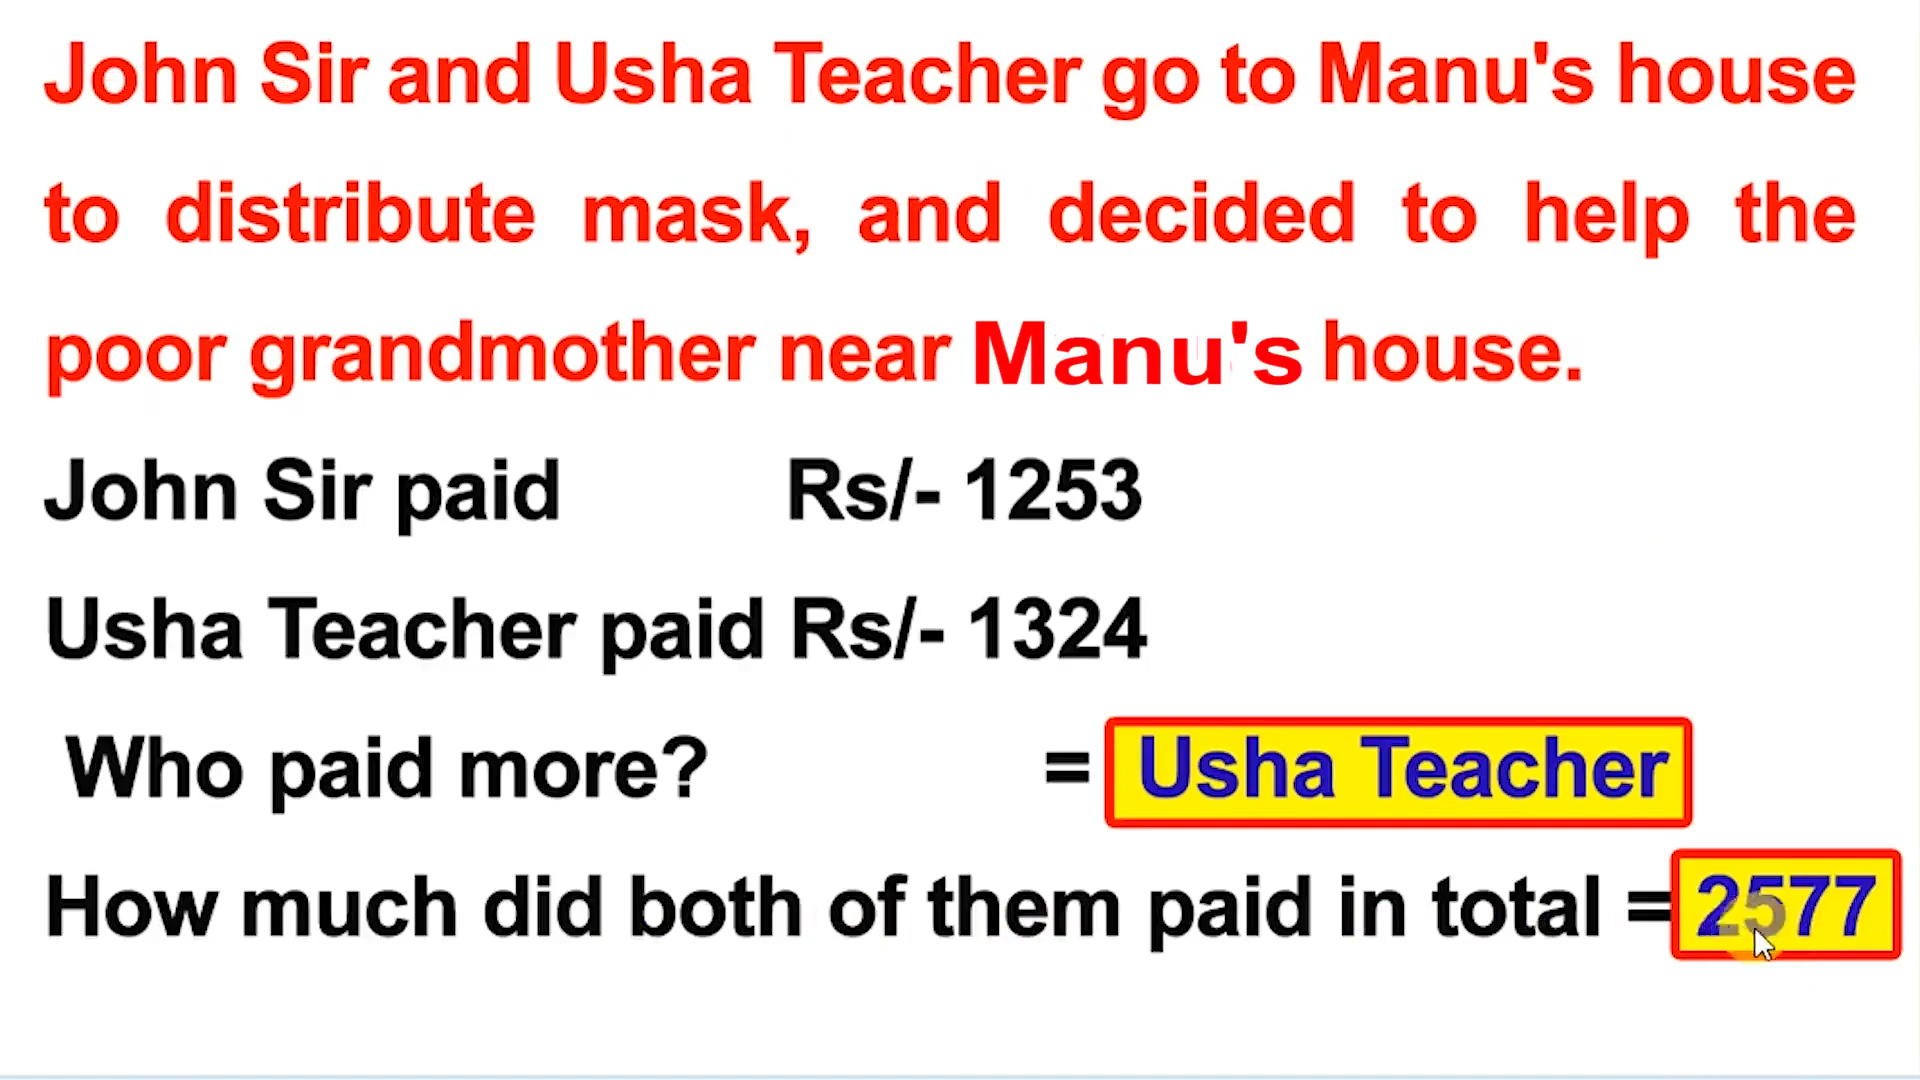 John Sir and Usha Teacher go to Manu's house
to distribute mask, and decided to help the
poor grandmother near Manu's house.
John Sir paid Rs/- 1253
Usha Teacher paid Rs/- 1324
Who paid more? = Usha Teacher
How much did both of them paid in total = 2577